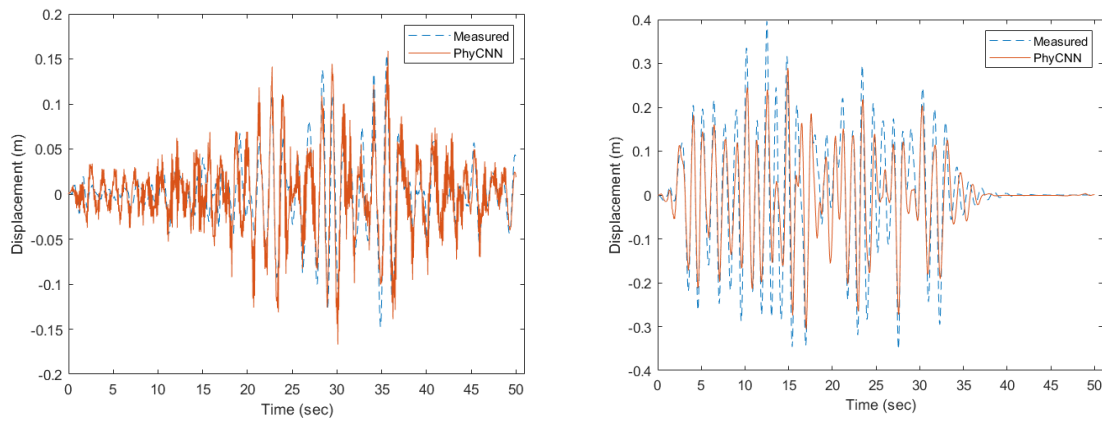 0.2
0.15
0.1
0.05
0
-0.05
-0.1
-0.15
-0.2
Displacement (m)
0 5 10 15 20 25 30 35 40 45 50
Time (sec)
Measured
PhyCNN
0.4
0.3
0.2
0.1
0
-0.1
-0.2
-0.3
-0.4
Displacement (m)
0 5 10 15 20 25 30 35 40 45 50
Time (sec)
Measured
PhyCNN